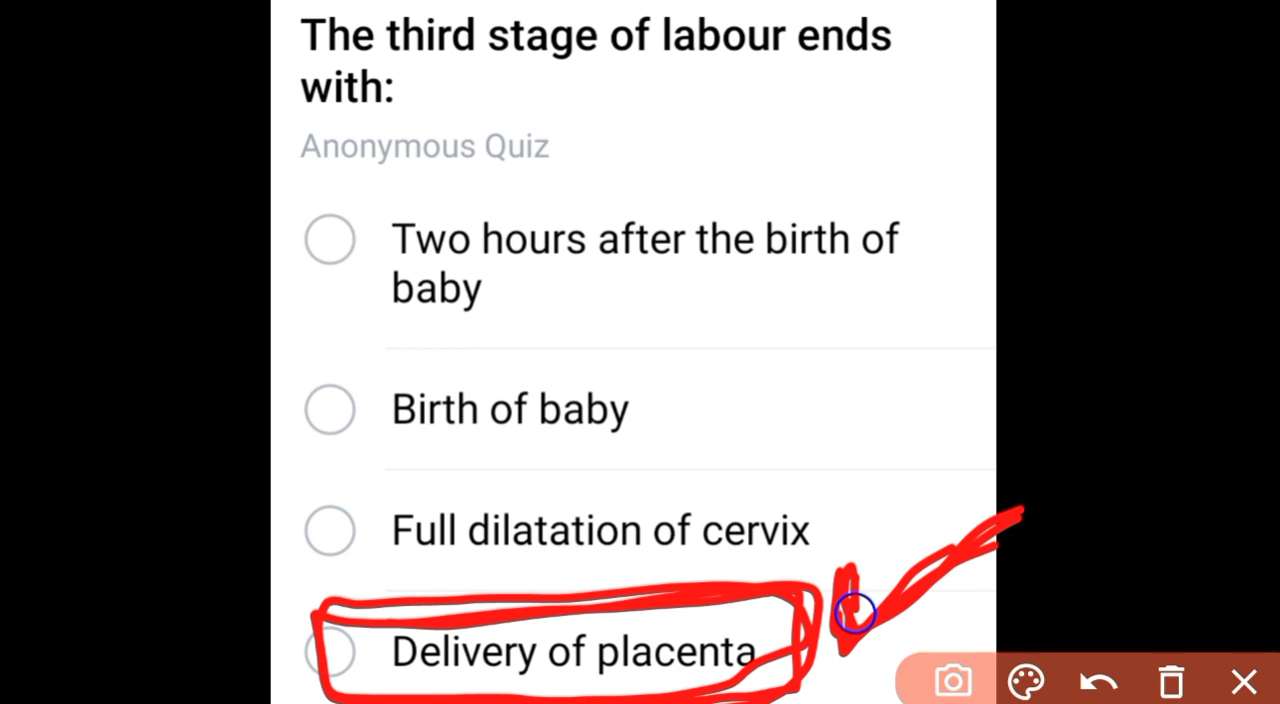 The third stage of labour ends
with:
Anonymous Quiz
Two hours after the birth of
baby
Birth of baby
Full dilatation of cervix
Delivery of placenta